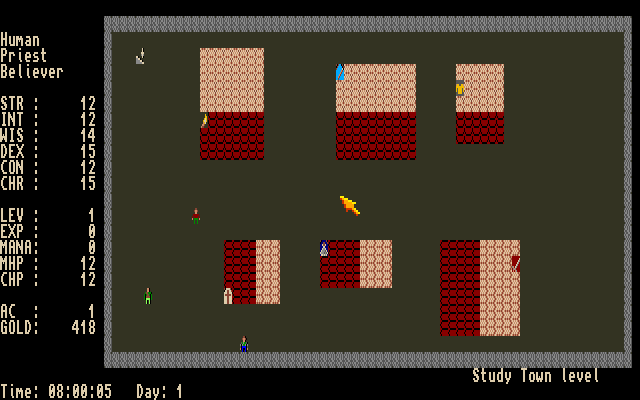 Human
Priest
Believer
STR : 12
INT : 12
WIS : 14
DEX : 15
CON : 12
CHR : 15
LEV : 1
EXP : 0
MANA: 0
MHP : 12
CHP : 12
AC : 1
GOLD: 418
Study Town level
Time: 08:00:05 Day: 1